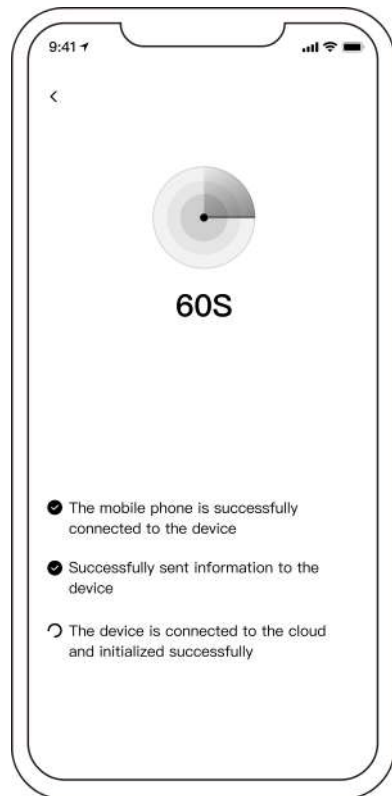 9:41
60S
The mobile phone is successfully
connected to the device
Successfully sent information to the
device
The device is connected to the cloud
and initialized successfully